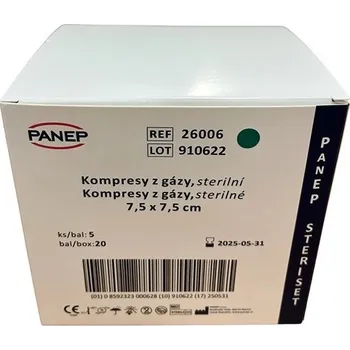 PANEP
REF 26006
LOT 910622
Kompresy z gázy, sterilní
Kompresy z gázy, sterilné
7,5 x 7,5 cm
ks/bal: 5
bal/box: 20
2025-05-31
(01) 0 8592323 000628 (10) 910622 (17) 250531
PANEP STERISET